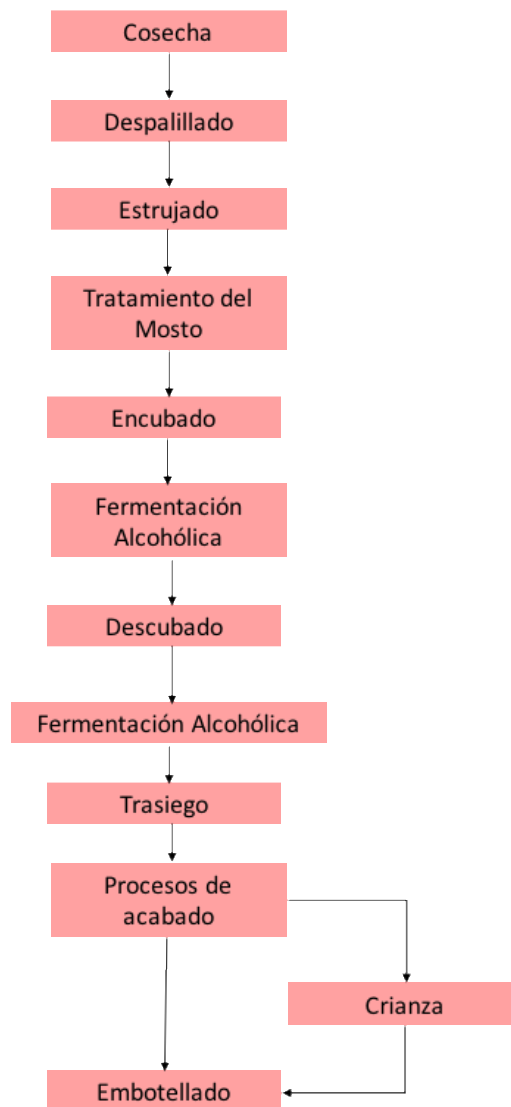 Cosecha
Despalillado
Estrujado
Tratamiento del
Mosto
Encubado
Fermentación
Alcohólica
Descubado
Fermentación Alcohólica
Trasiego
Procesos de
acabado
Crianza
Embotellado